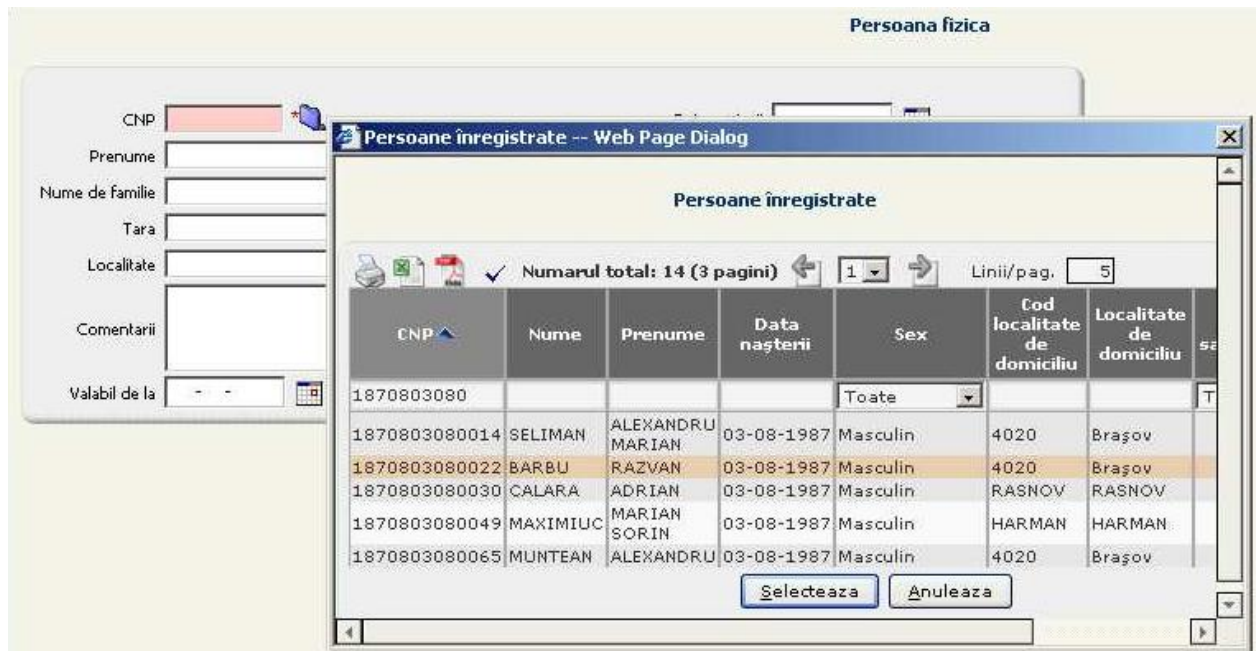 Persoana fizica
CNP *
Prenume
Nume de familie
Tara
Localitate
Comentarii
Valabil de la - -
Persoane înregistrate -- Web Page Dialog
Persoane înregistrate
Numarul total: 14 (3 pagini) 1 Linii/pag. 5
CNP Nume Prenume Data naşterii Sex Cod localitate de domiciliu Localitate de domiciliu
1870803080 Toate T
1870803080014 SELIMAN ALEXANDRU MARIAN 03-08-1987 Masculin 4020 Braşov
1870803080022 BARBU RAZVAN 03-08-1987 Masculin 4020 Braşov
1870803080030 CALARA ADRIAN 03-08-1987 Masculin RASNOV RASNOV
1870803080049 MAXIMIUC MARIAN SORIN 03-08-1987 Masculin HARMAN HARMAN
1870803080065 MUNTEAN ALEXANDRU 03-08-1987 Masculin 4020 Braşov
Selecteaza Anuleaza